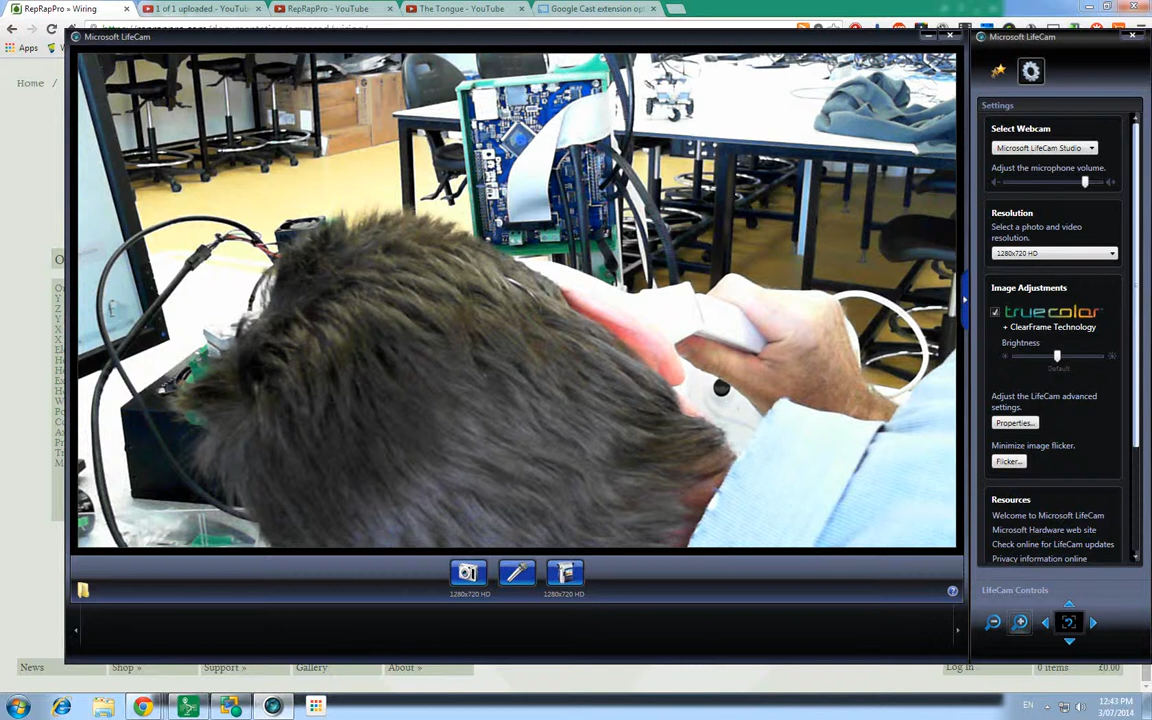 RepRapPro » Wiring
1 of 1 uploaded - YouTub
RepRapPro - YouTube
The Tongue - YouTube
Google Cast extension op
Apps
Home /
Microsoft LifeCam
Microsoft LifeCam
Settings
Select Webcam
Microsoft LifeCam Studio
Adjust the microphone volume.
Resolution
Select a photo and video
resolution.
1280x720 HD
Image Adjustments
truecolor
+ ClearFrame Technology
Brightness
Default
Adjust the LifeCam advanced
settings.
Properties...
Minimize image flicker.
Flicker...
Resources
Welcome to Microsoft LifeCam
Microsoft Hardware web site
Check online for LifeCam updates
Privacy information online
LifeCam Controls
1280x720 HD
1280x720 HD
News
Shop »
Support »
Gallery
About »
Log in
0 items
£0.00
EN
12:43 PM
3/07/2014